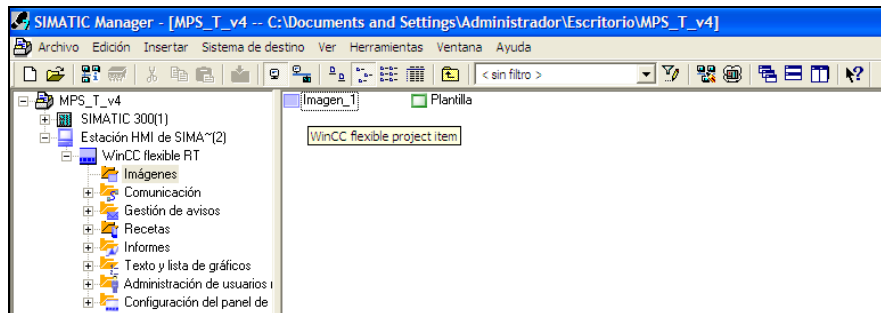 SIMATIC Manager - [MPS_T_v4 -- C:\Documents and Settings\Administrador\Escritorio\MPS_T_v4]
Archivo Edición Insertar Sistema de destino Ver Herramientas Ventana Ayuda
< sin filtro >
MPS_T_v4
SIMATIC 300(1)
Estación HMI de SIMA~(2)
WinCC flexible RT
Imágenes
Comunicación
Gestión de avisos
Recetas
Informes
Texto y lista de gráficos
Administración de usuarios
Configuración del panel de
Imagen_1 Plantilla
WinCC flexible project item